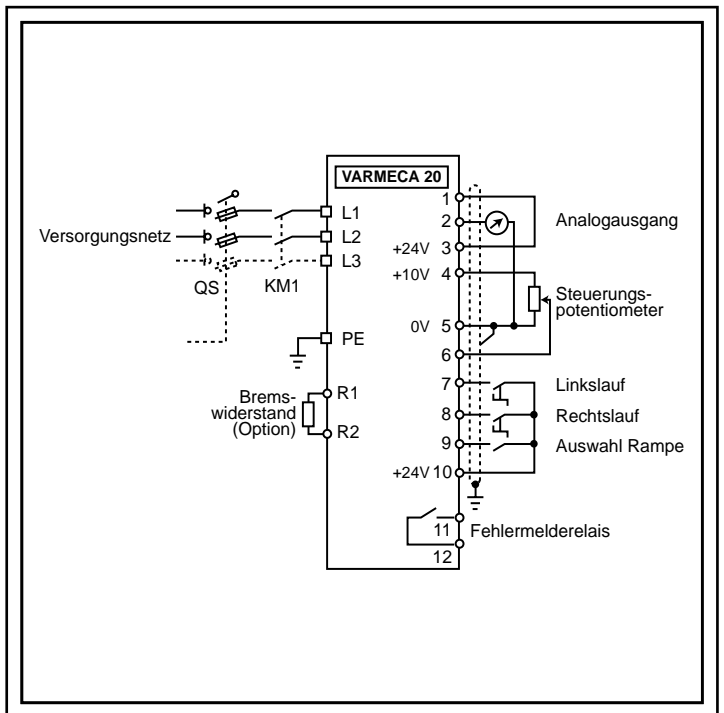 VARMECA 20
L1
L2
L3
Versorgungsnetz
QS
KM1
PE
R1
R2
Brems-
widerstand
(Option)
1
2
+24V 3
+10V 4
0V 5
6
7
8
9
+24V 10
11
12
Analogausgang
Steuerungs-
potentiometer
Linkslauf
Rechtslauf
Auswahl Rampe
Fehlermelderelais